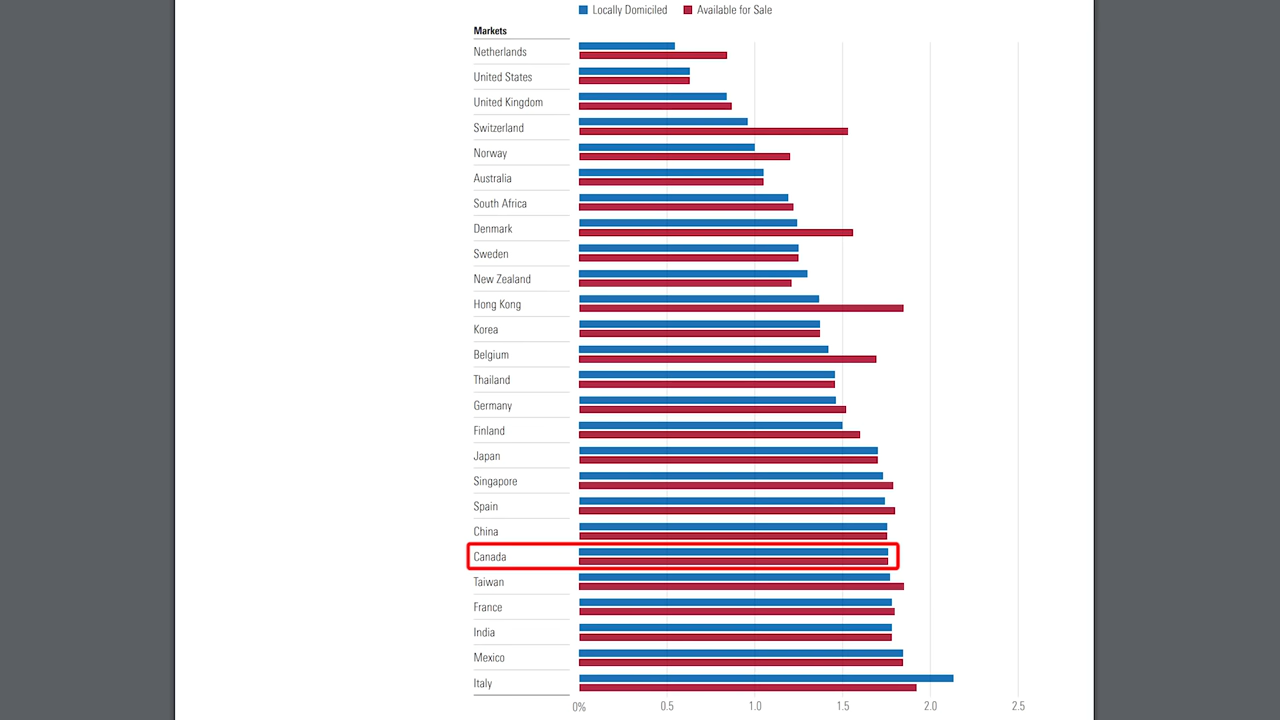 Locally Domiciled Available for Sale
Markets
Netherlands
United States
United Kingdom
Switzerland
Norway
Australia
South Africa
Denmark
Sweden
New Zealand
Hong Kong
Korea
Belgium
Thailand
Germany
Finland
Japan
Singapore
Spain
China
Canada
Taiwan
France
India
Mexico
Italy
0% 0.5 1.0 1.5 2.0 2.5